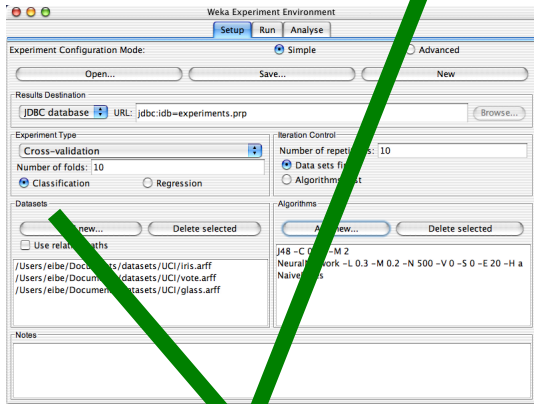 Weka Experiment Environment
Setup Run Analyse
Experiment Configuration Mode: Simple Advanced
Open... Save... New
Results Destination
JDBC database URL: jdbc:idb=experiments.prp Browse...
Experiment Type
Cross-validation
Number of folds: 10
Classification Regression
Iteration Control
Number of repetitions: 10
Data sets first
Algorithms first
Datasets
new... Delete selected
Use relative paths
/Users/eibe/Documents/datasets/UCI/iris.arff
/Users/eibe/Documents/datasets/UCI/vote.arff
/Users/eibe/Documents/datasets/UCI/glass.arff
Algorithms
Add new... Delete selected
J48 -C -M 2
NeuralNetwork -L 0.3 -M 0.2 -N 500 -V 0 -S 0 -E 20 -H a
NaiveBayes
Notes